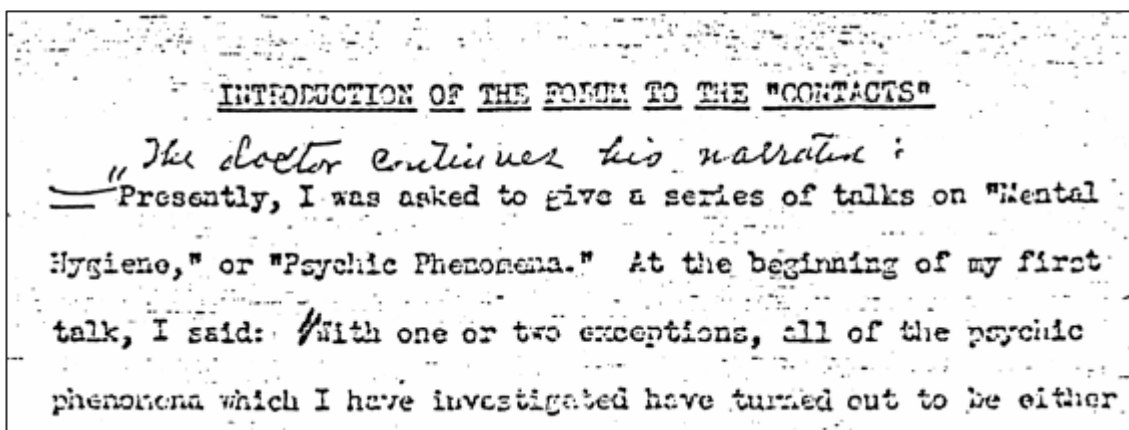 INTRODUCTION OF THE FORUM TO THE "CONTACTS"
"The doctor continues his narrative:
Presently, I was asked to give a series of talks on "Mental
Hygiene," or "Psychic Phenomena." At the beginning of my first
talk, I said: "With one or two exceptions, all of the psychic
phenomena which I have investigated have turned out to be either